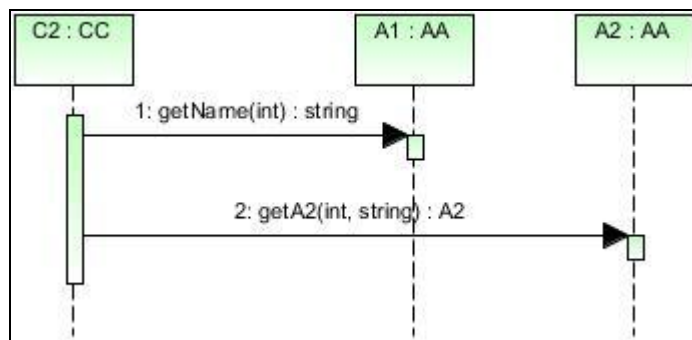 C2 : CC
A1 : AA
A2 : AA
1: getName(int) : string
2: getA2(int, string) : A2